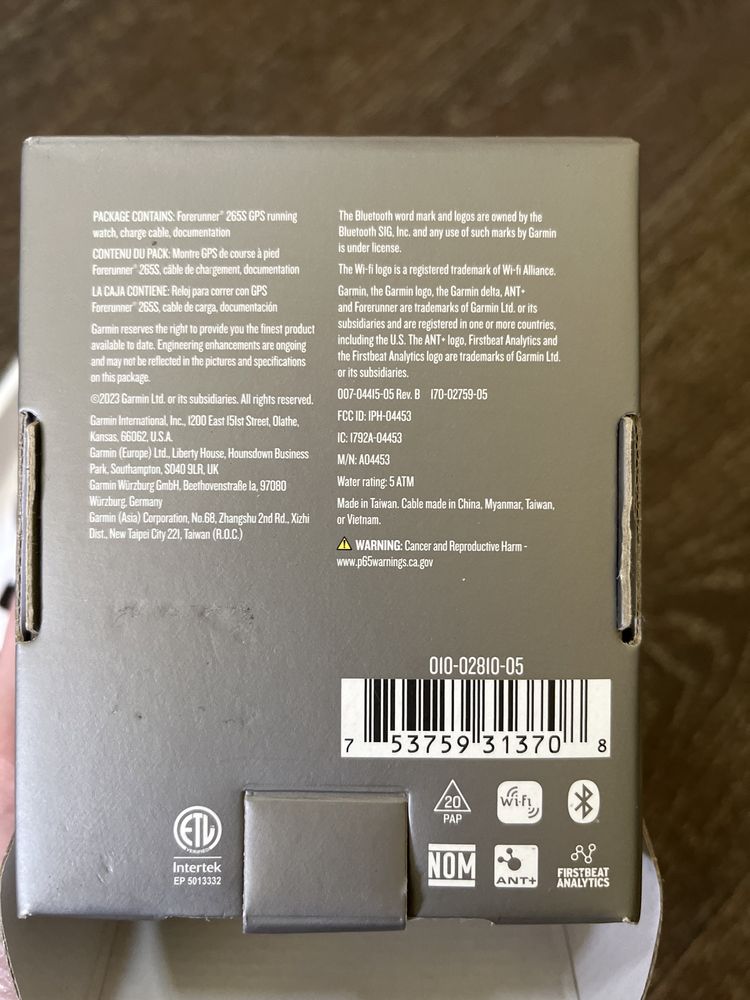 PACKAGE CONTAINS: Forerunner® 265S GPS running
watch, charge cable, documentation
CONTENU DU PACK: Montre GPS de course à pied
Forerunner® 265S, câble de chargement, documentation
LA CAJA CONTIENE: Reloj para correr con GPS
Forerunner® 265S, cable de carga, documentación
Garmin reserves the right to provide you the finest product
available to date. Engineering enhancements are ongoing
and may not be reflected in the pictures and specifications
on this package.
©2023 Garmin Ltd. or its subsidiaries. All rights reserved.
Garmin International, Inc., 1200 East 151st Street, Olathe,
Kansas, 66062, U.S.A.
Garmin (Europe) Ltd., Liberty House, Hounsdown Business
Park, Southampton, SO40 9LR, UK
Garmin Würzburg GmbH, Beethovenstraße 1a, 97080
Würzburg, Germany
Garmin (Asia) Corporation, No.68, Zhangshu 2nd Rd., Xizhi
Dist., New Taipei City 221, Taiwan (R.O.C.)
The Bluetooth word mark and logos are owned by the
Bluetooth SIG, Inc. and any use of such marks by Garmin
is under license.
The Wi-fi logo is a registered trademark of Wi-fi Alliance.
Garmin, the Garmin logo, the Garmin delta, ANT+
and Forerunner are trademarks of Garmin Ltd. or its
subsidiaries and are registered in one or more countries,
including the U.S. The ANT+ logo, Firstbeat Analytics and
the Firstbeat Analytics logo are trademarks of Garmin Ltd.
or its subsidiaries.
007-04415-05 Rev. B 170-02759-05
FCC ID: IPH-04453
IC: 1792A-04453
M/N: A04453
Water rating: 5 ATM
Made in Taiwan. Cable made in China, Myanmar, Taiwan,
or Vietnam.
WARNING: Cancer and Reproductive Harm -
www.p65warnings.ca.gov
010-02810-05
7 53759 31370 8
ETL
VERIFIED
Intertek
EP 5013332
20
PAP
Wi-Fi
NOM
ANT+
FIRSTBEAT
ANALYTICS